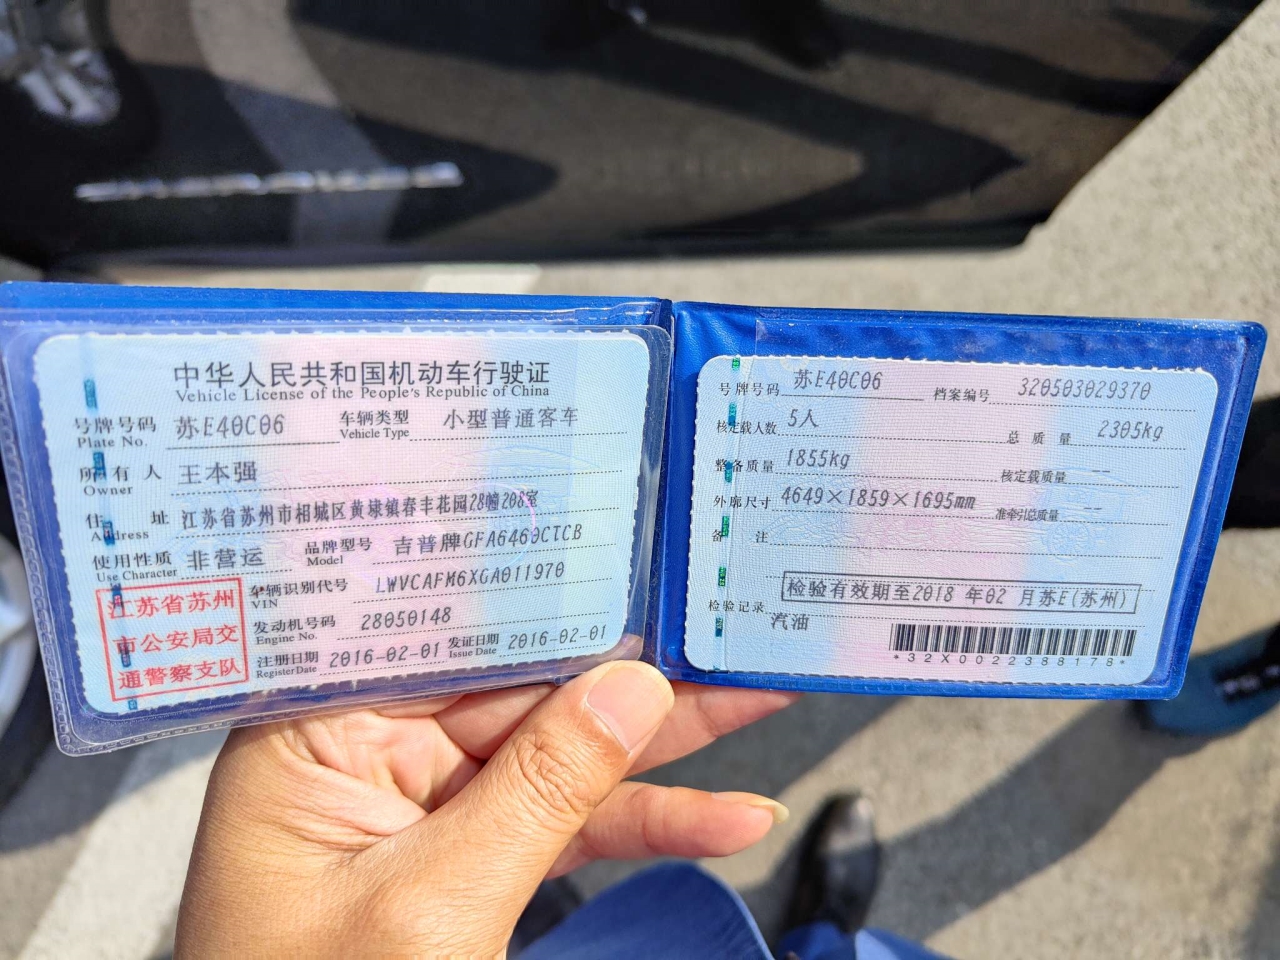 中华人民共和国机动车行驶证
Vehicle License of the People's Republic of China
号牌号码 苏E40C06 车辆类型 小型普通客车
Plate No. Vehicle Type
所有人 王本强
Owner
住址 江苏省苏州市相城区黄埭镇春丰花园28幢208室
Address
使用性质 非营运 品牌型号 吉普牌GFA6460CTCB
Use Character Model
江苏省苏州
市公安局交
通警察支队
车辆识别代号 LWVCAFM6XGA011970
VIN
发动机号码 28050148
Engine No.
注册日期 2016-02-01 发证日期 2016-02-01
Register Date Issue Date
号牌号码 苏E40C06 档案编号 320503029370
核定载人数 5人 总质量 2305kg
整备质量 1855kg 核定载质量 --
外廓尺寸 4649×1859×1695mm 准牵引总质量 --
备注
检验有效期至2018 年02 月苏E(苏州)
检验记录
汽油
*32X0022388178*